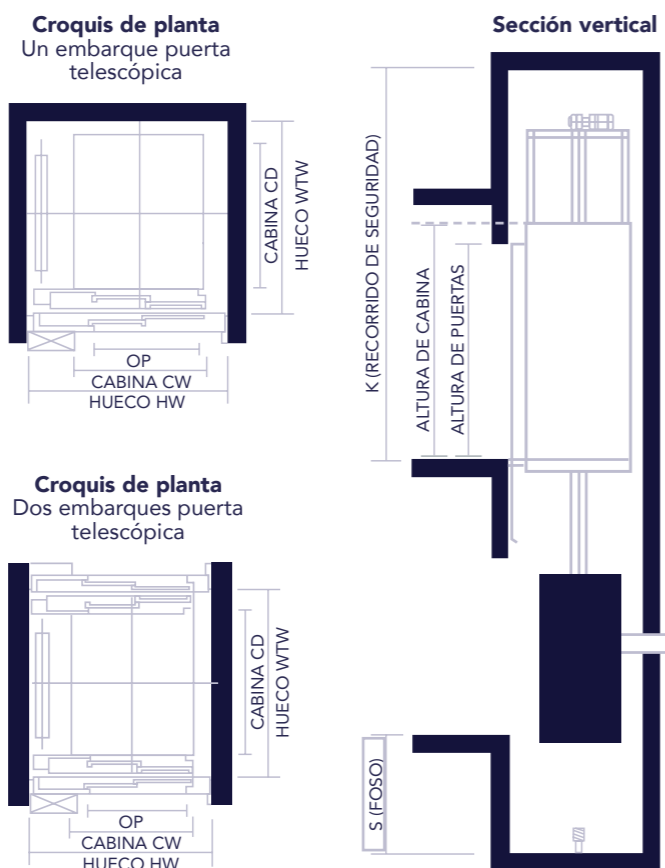 Croquis de planta
Un embarque puerta
telescópica
CABINA CD
HUECO WTW
OP
CABINA CW
HUECO HW
Croquis de planta
Dos embarques puerta
telescópica
CABINA CD
HUECO WTW
OP
CABINA CW
HUECO HW
Sección vertical
K (RECORRIDO DE SEGURIDAD)
ALTURA DE CABINA
ALTURA DE PUERTAS
S (FOSO)